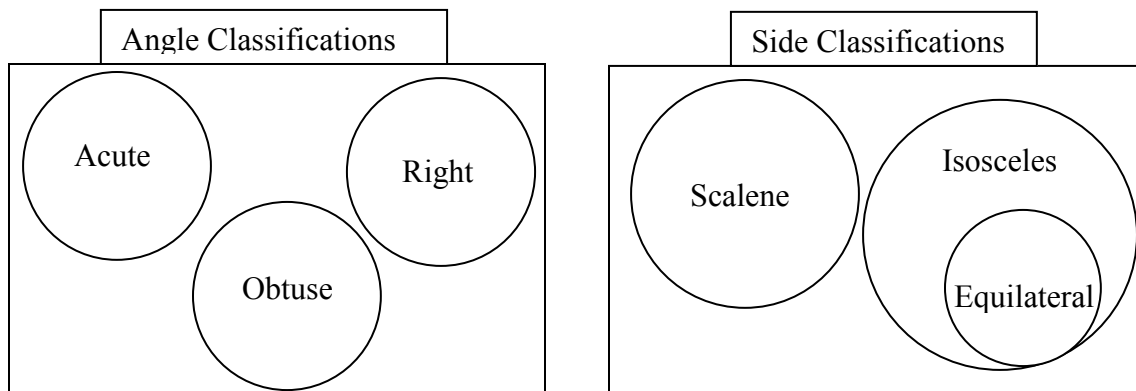 Angle Classifications
Side Classifications
Acute
Right
Obtuse
Scalene
Isosceles
Equilateral